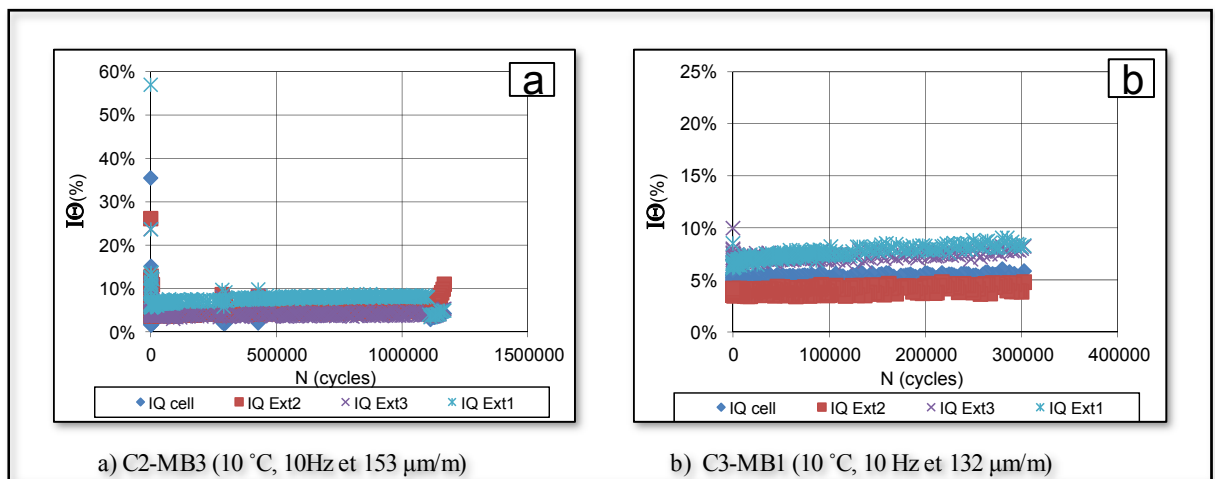 a
60%
50%
40%
30%
20%
10%
0%
IΘ(%)
0 500000 1000000 1500000
N (cycles)
IQ cell IQ Ext2 IQ Ext3 IQ Ext1
a) C2-MB3 (10 ˚C, 10Hz et 153 μm/m)
b
25%
20%
15%
10%
5%
0%
IΘ(%)
0 100000 200000 300000 400000
N (cycles)
IQ cell IQ Ext2 IQ Ext3 IQ Ext1
b) C3-MB1 (10 ˚C, 10 Hz et 132 μm/m)